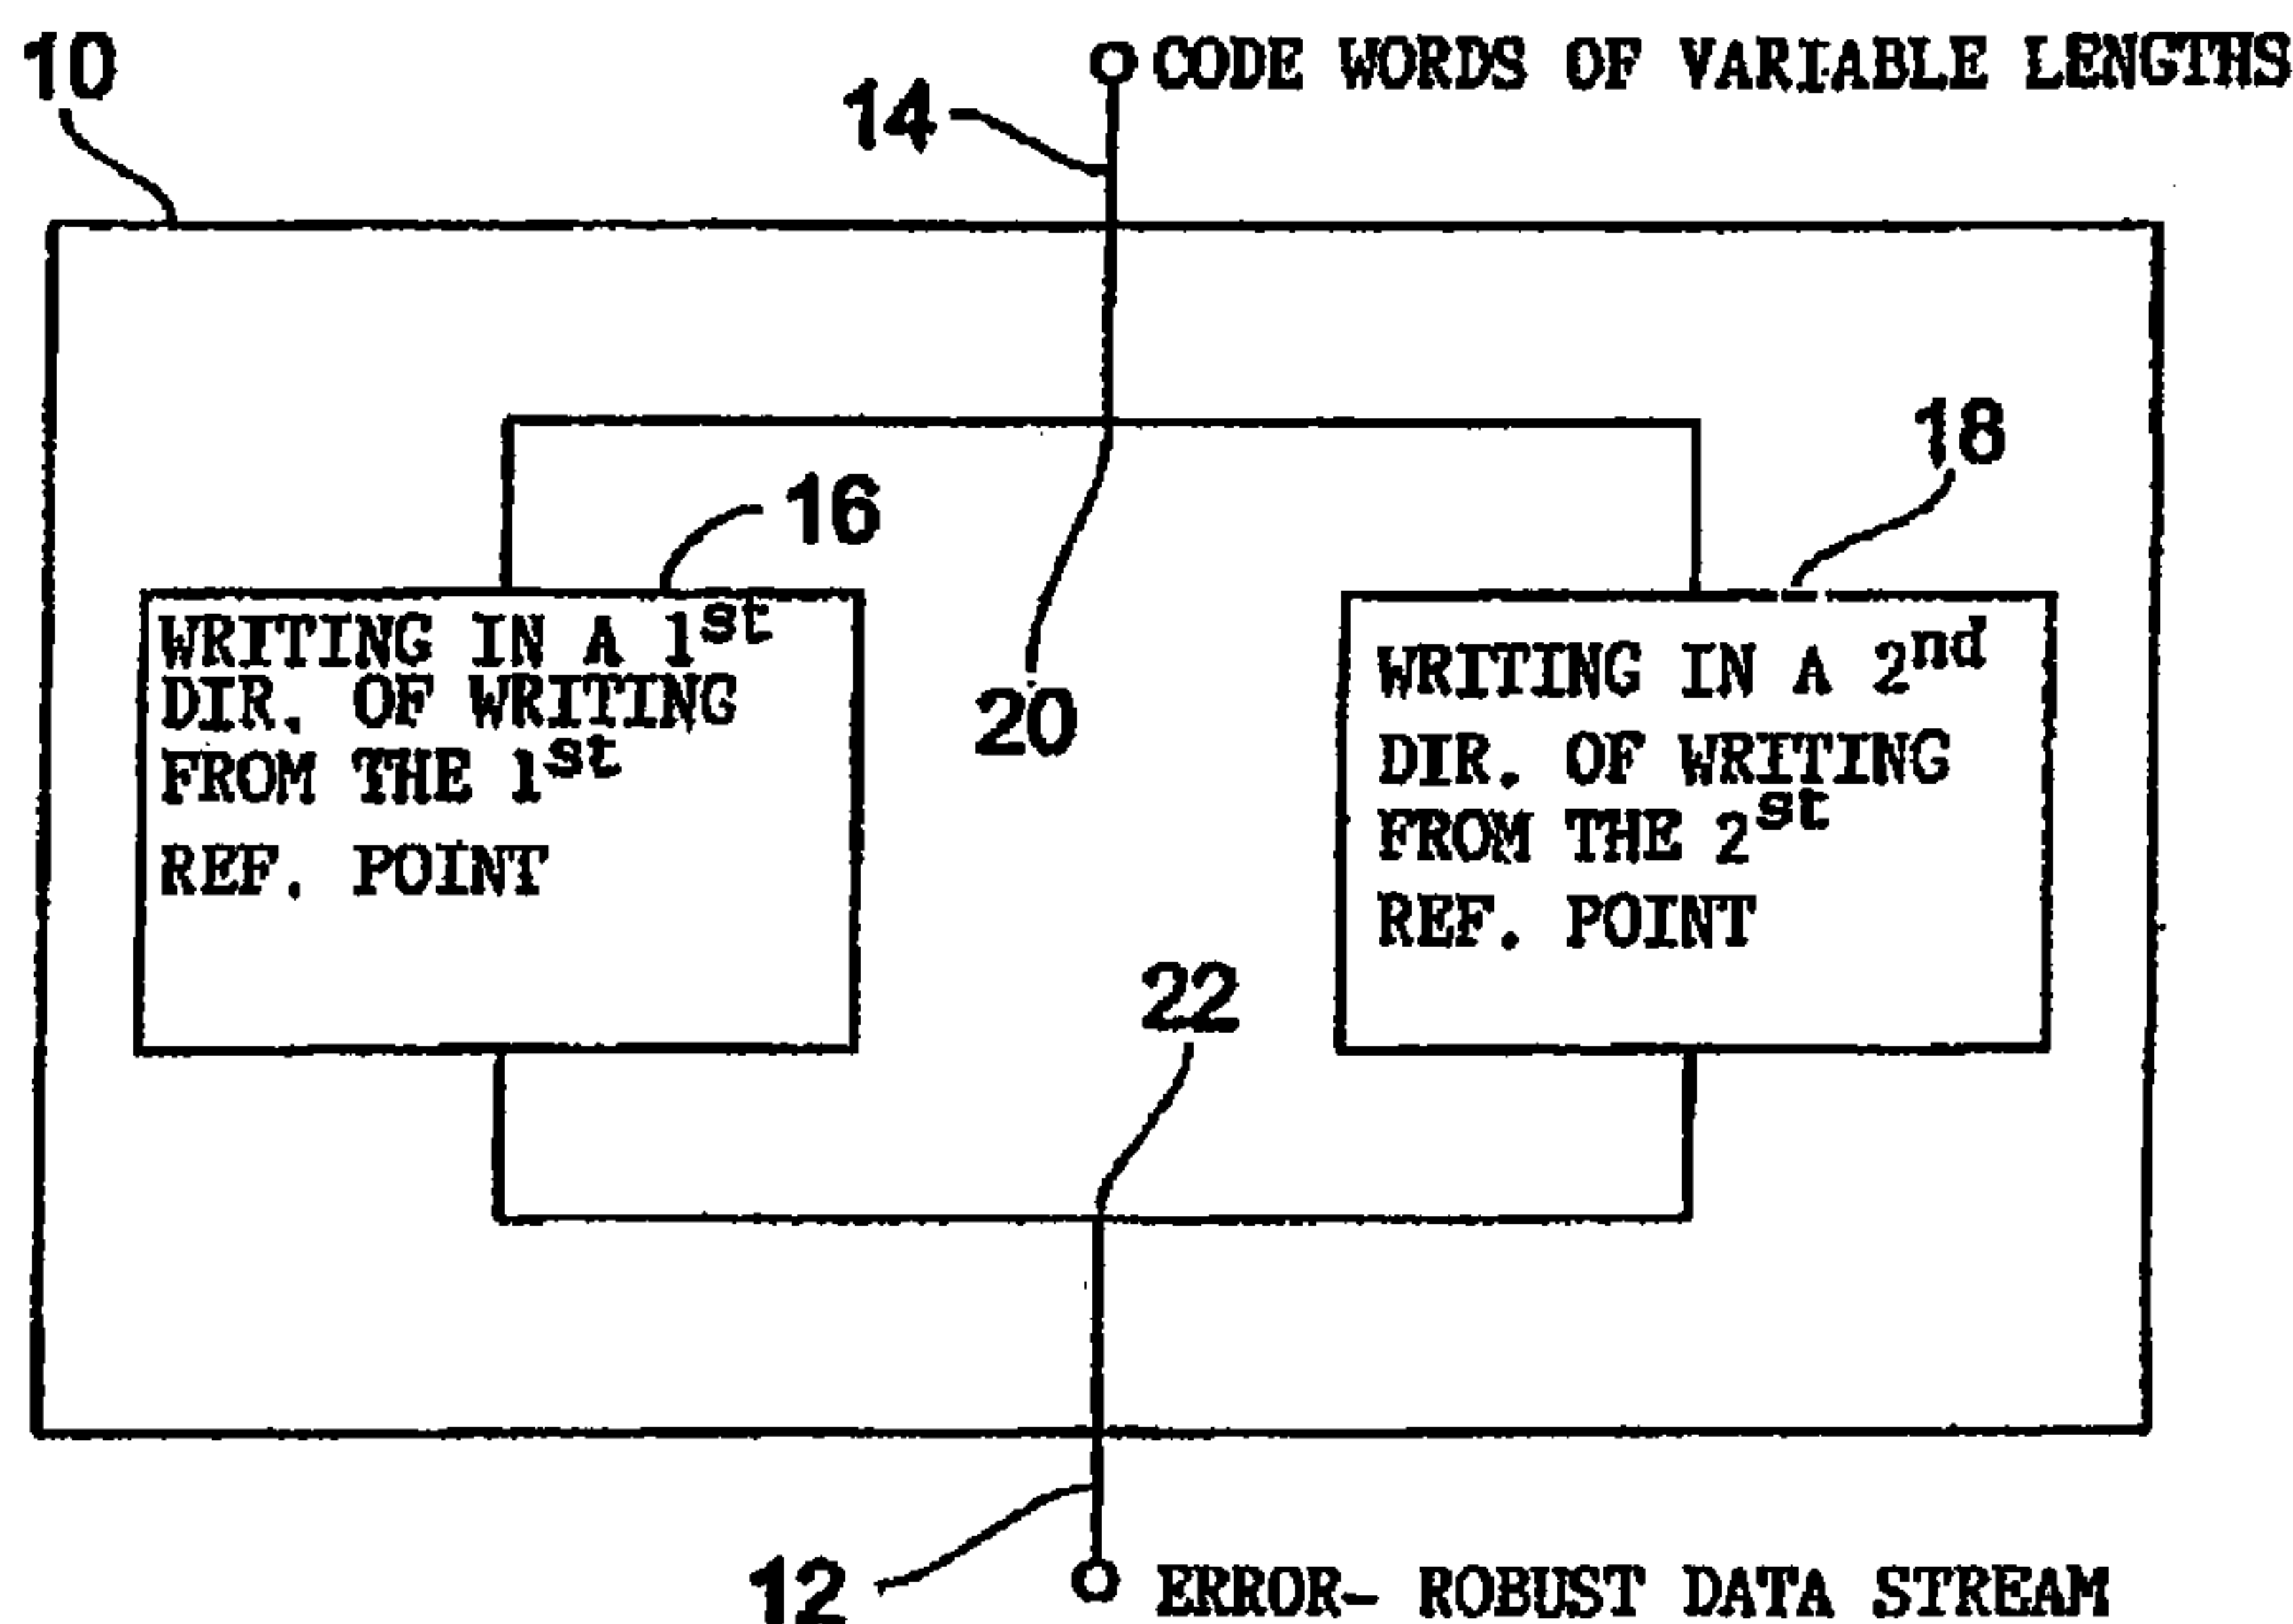 10
CODE WORDS OF VARIABLE LENGTHS
14
18
16
WRITING IN A 1st
DIR. OF WRITING
FROM THE 1st
REF. POINT
20
WRITING IN A 2nd
DIR. OF WRITING
FROM THE 2st
REF. POINT
22
12
ERROR- ROBUST DATA STREAM